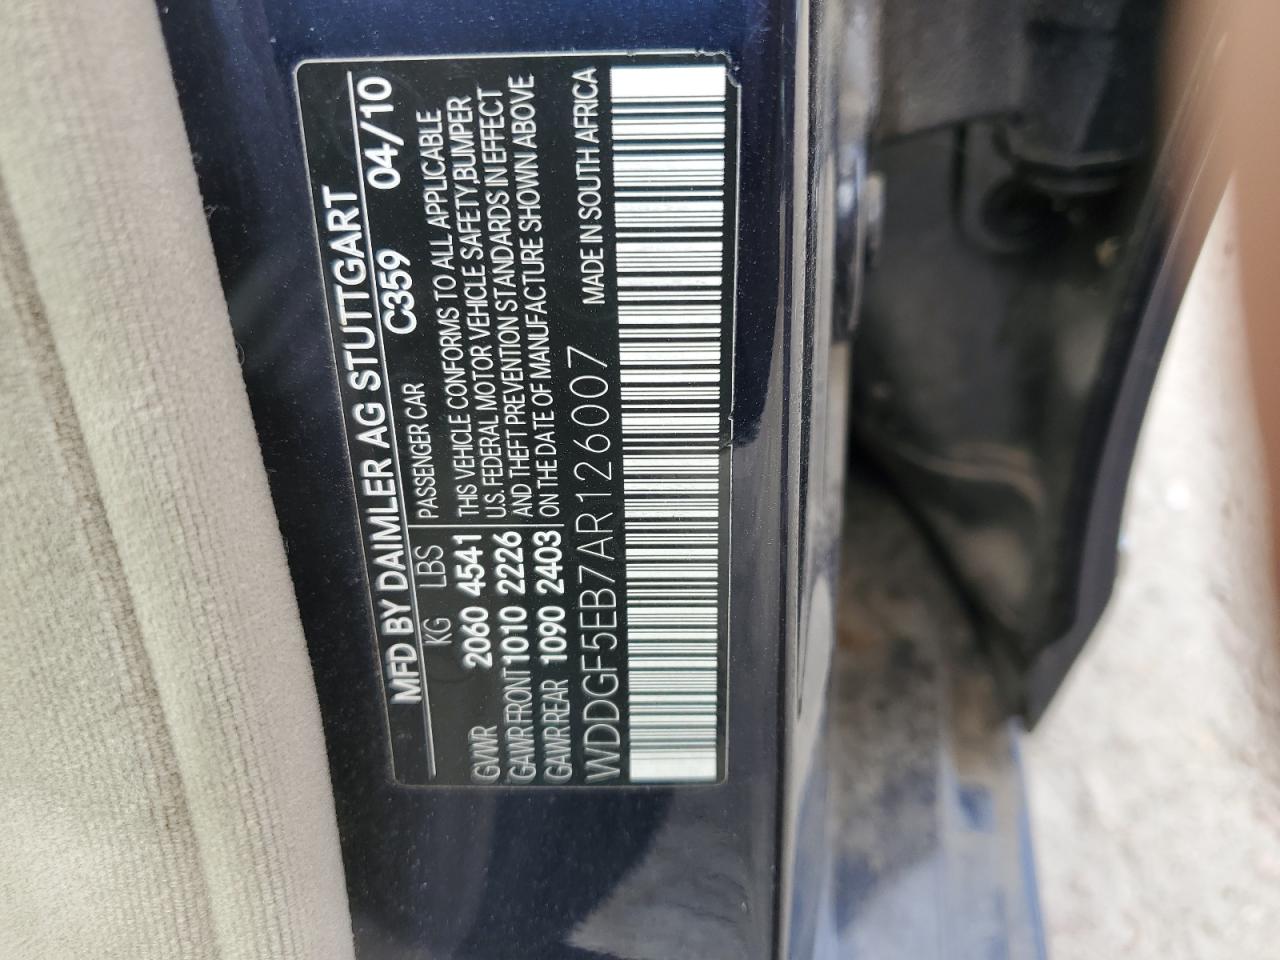 MFD BY DAIMLER AG STUTTGART
KG LBS C359 04/10
PASSENGER CAR
GVWR 2060 4541
GAWR FRONT 1010 2226
GAWR REAR 1090 2403
THIS VEHICLE CONFORMS TO ALL APPLICABLE
U.S. FEDERAL MOTOR VEHICLE SAFETY,BUMPER
AND THEFT PREVENTION STANDARDS IN EFFECT
ON THE DATE OF MANUFACTURE SHOWN ABOVE
WDDGF5EB7AR126007 MADE IN SOUTH AFRICA